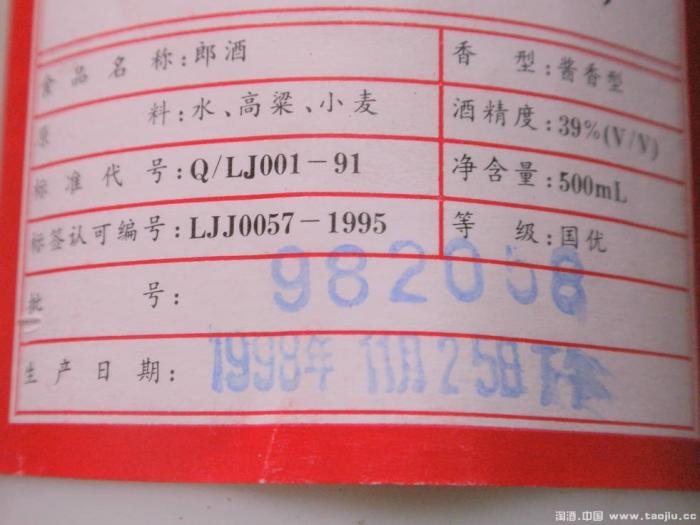 食品名称:郎酒 香型:酱香型
原料:水、高粱、小麦 酒精度:39%(V/V)
标准代号:Q/LJ001-91 净含量:500mL
标签认可编号:LJJ0057-1995 等级:国优
批号:982058
生产日期:1998年11月25日
淘酒.中国 www.taojiu.cc